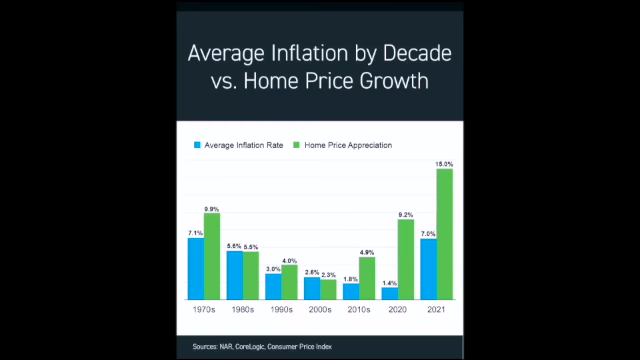 Average Inflation by Decade
vs. Home Price Growth
Average Inflation Rate Home Price Appreciation
15.0%
9.9%
9.2%
7.1%
7.0%
5.6% 5.5%
4.9%
4.0%
3.0%
2.6% 2.3%
1.8%
1.4%
1970s 1980s 1990s 2000s 2010s 2020 2021
Sources: NAR, CoreLogic, Consumer Price Index